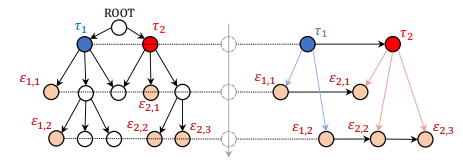 ROOT
τ1 τ2 τ1 τ2
ε1,1 ε2,1 ε1,1 ε2,1
ε1,2 ε2,2 ε2,3 ε1,2 ε2,2 ε2,3